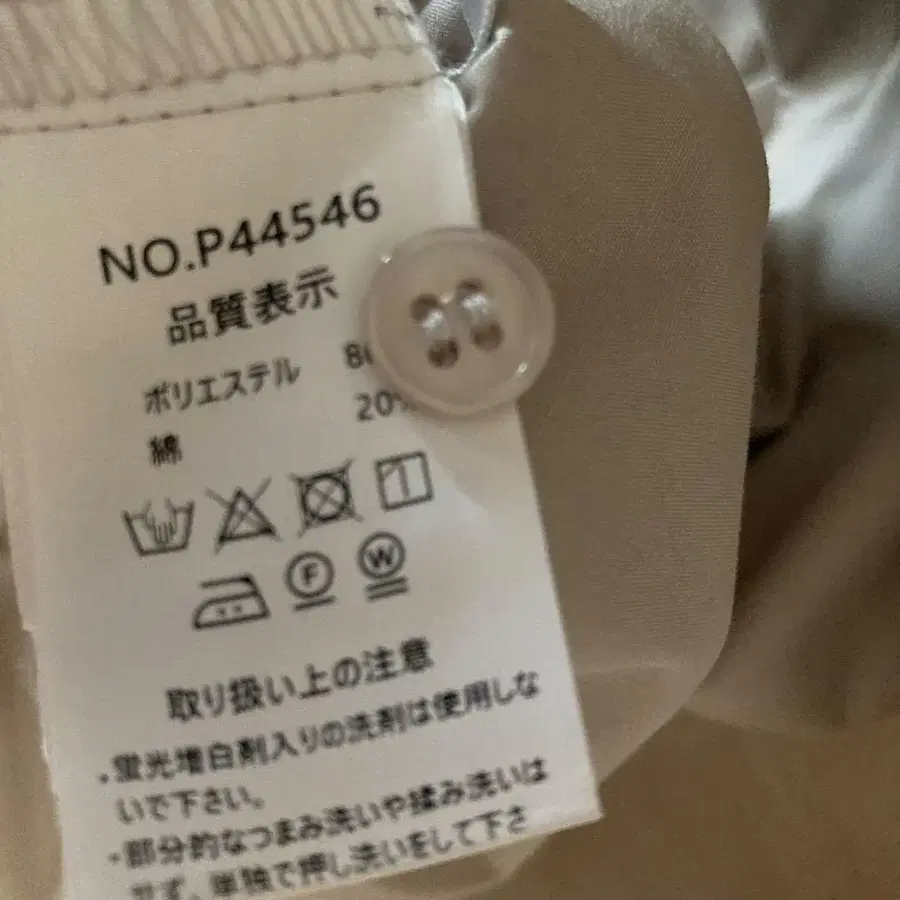 NO.P44546
品質表示
ポリエステル 8
綿 20%
F W
取り扱い上の注意
・蛍光増白剤入りの洗剤は使用しな
いで下さい。
・部分的なつまみ洗いや揉み洗いは
せず、単独で押し洗いをして下さ